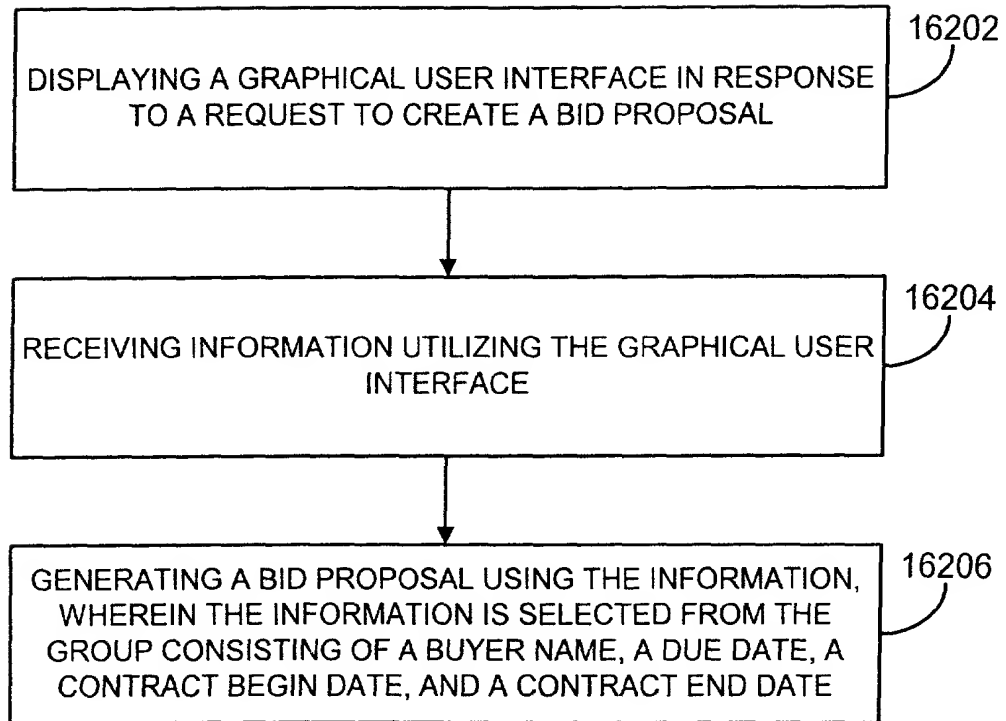 16202
DISPLAYING A GRAPHICAL USER INTERFACE IN RESPONSE
TO A REQUEST TO CREATE A BID PROPOSAL
16204
RECEIVING INFORMATION UTILIZING THE GRAPHICAL USER
INTERFACE
16206
GENERATING A BID PROPOSAL USING THE INFORMATION,
WHEREIN THE INFORMATION IS SELECTED FROM THE
GROUP CONSISTING OF A BUYER NAME, A DUE DATE, A
CONTRACT BEGIN DATE, AND A CONTRACT END DATE